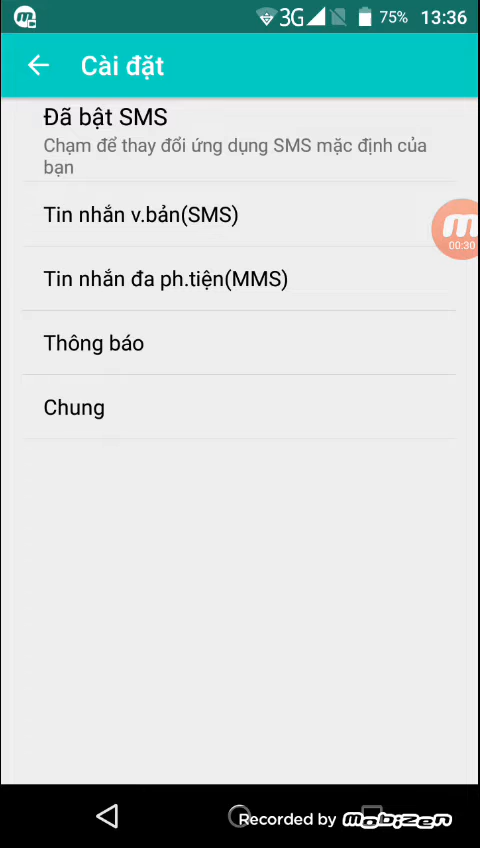 3G 75% 13:36
Cài đặt
Đã bật SMS
Chạm để thay đổi ứng dụng SMS mặc định của
bạn
Tin nhắn v.bản(SMS)
00:30
Tin nhắn đa ph.tiện(MMS)
Thông báo
Chung
Recorded by mobizen